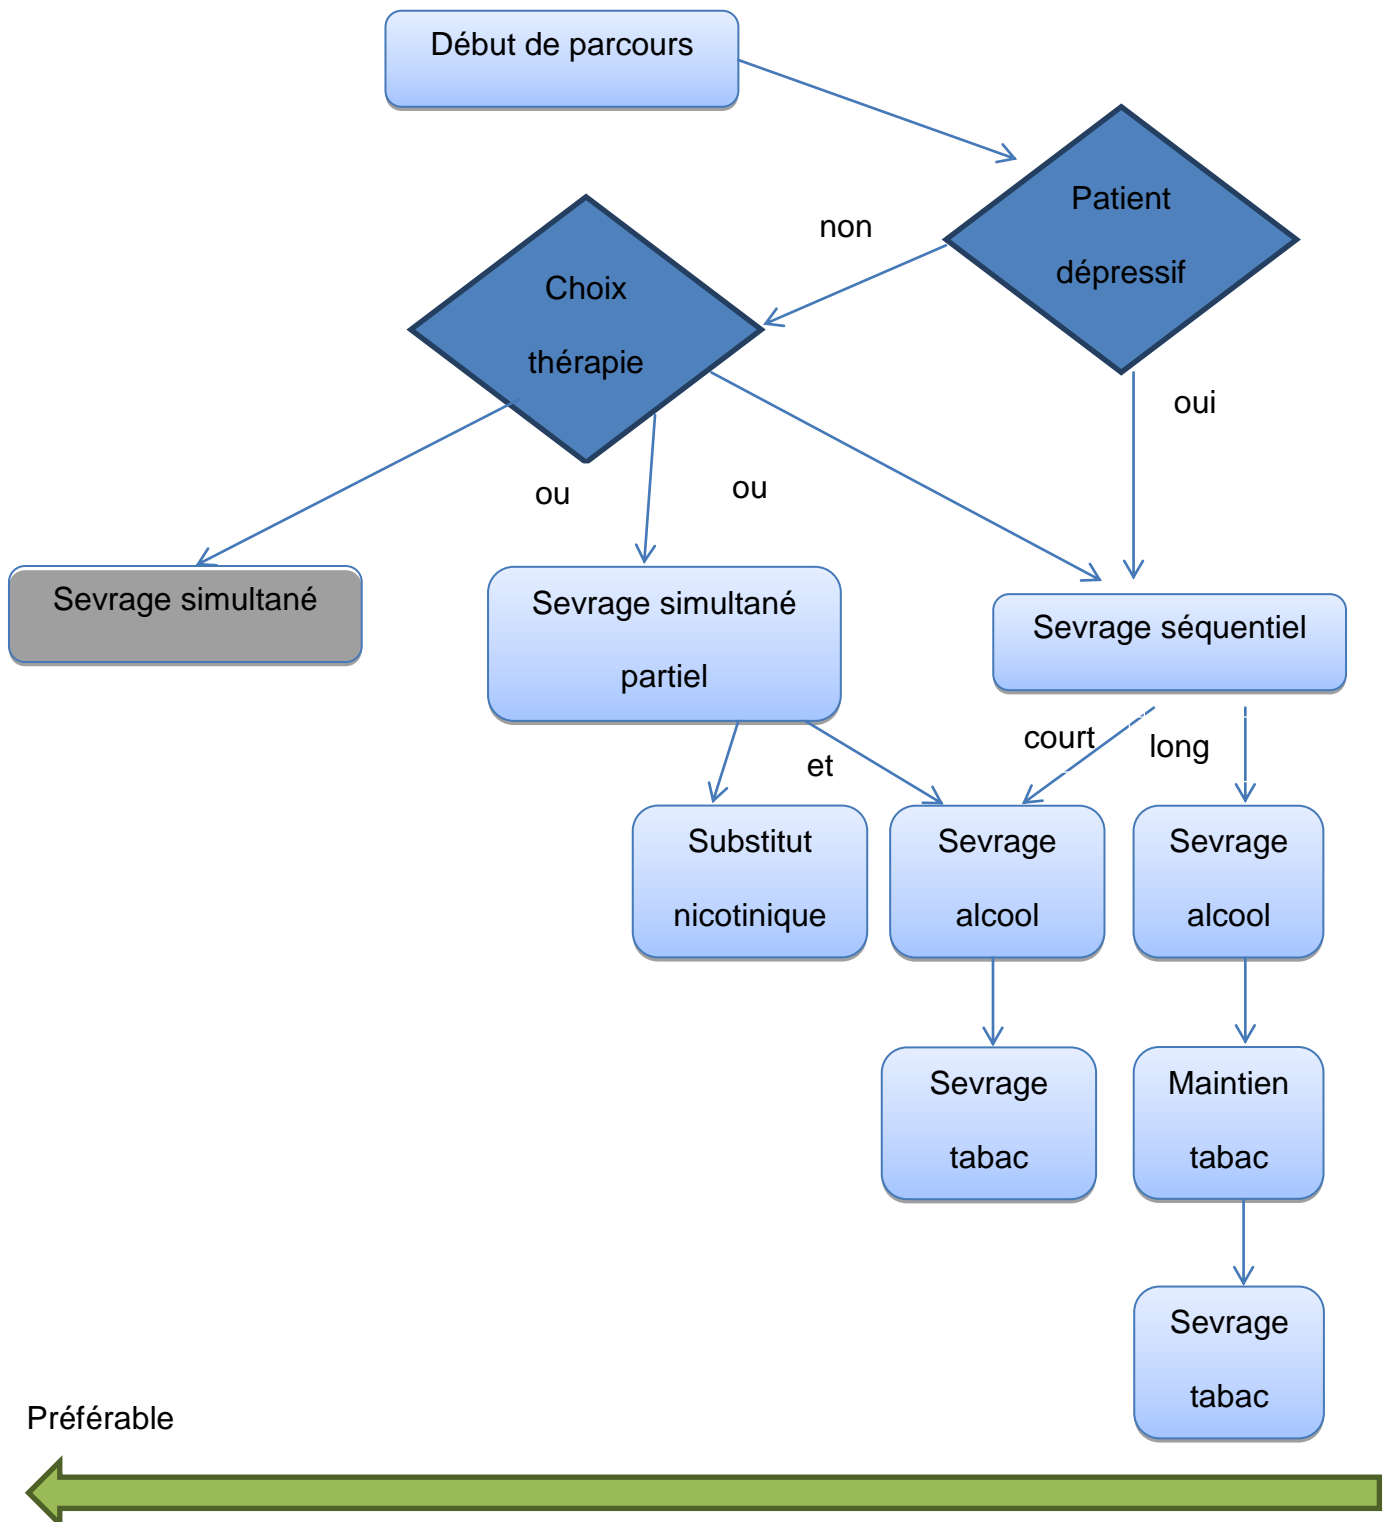 Début de parcours
Patient
dépressif
non
Choix
thérapie
oui
ou
ou
Sevrage simultané
Sevrage simultané
partiel
Sevrage séquentiel
et
court
long
Substitut
nicotinique
Sevrage
alcool
Sevrage
alcool
Sevrage
tabac
Maintien
tabac
Sevrage
tabac
Préférable